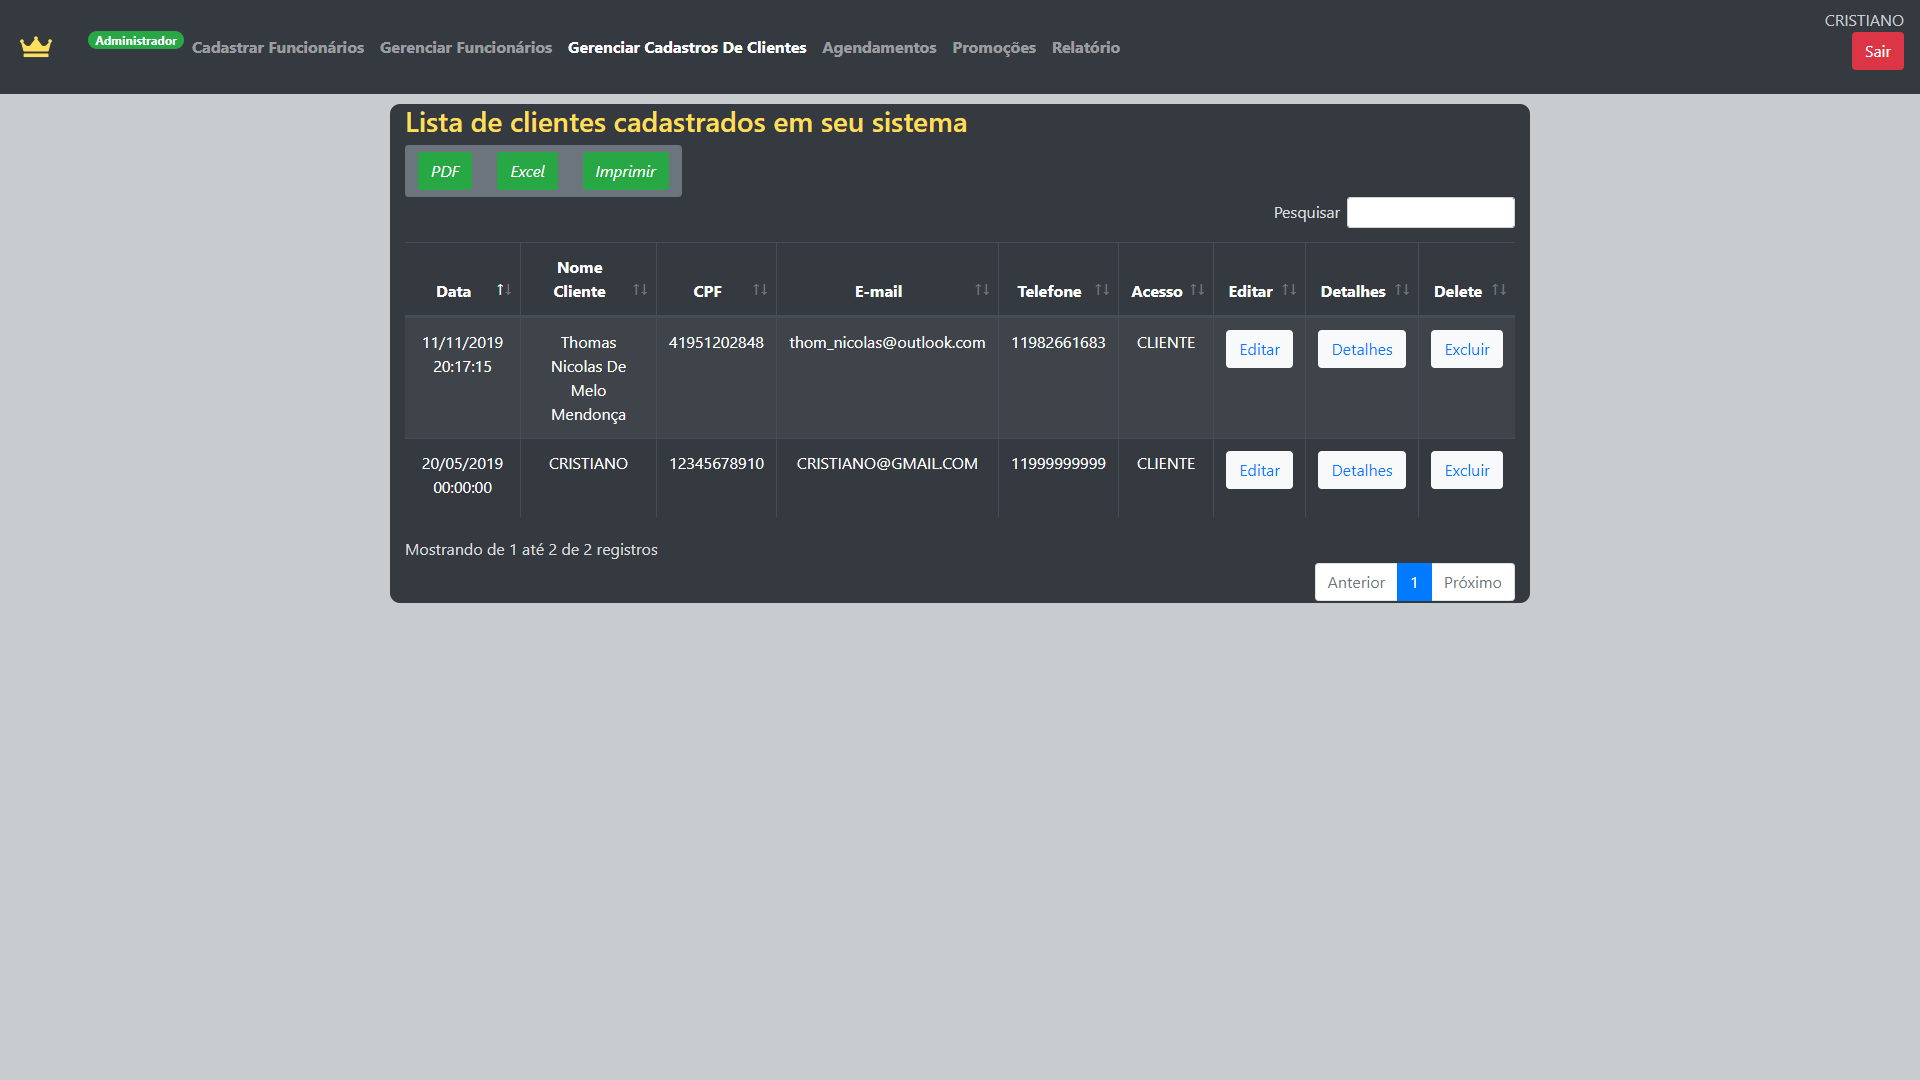 CRISTIANO
Administrador Cadastrar Funcionários Gerenciar Funcionários Gerenciar Cadastros De Clientes Agendamentos Promoções Relatório
Sair
Lista de clientes cadastrados em seu sistema
PDF Excel Imprimir
Pesquisar
Data Nome Cliente CPF E-mail Telefone Acesso Editar Detalhes Delete
11/11/2019 Thomas 41951202848 thom_nicolas@outlook.com 11982661683 CLIENTE Editar Detalhes Excluir
20:17:15 Nicolas De
Melo
Mendonça
20/05/2019 CRISTIANO 12345678910 CRISTIANO@GMAIL.COM 11999999999 CLIENTE Editar Detalhes Excluir
00:00:00
Mostrando de 1 até 2 de 2 registros
Anterior 1 Próximo